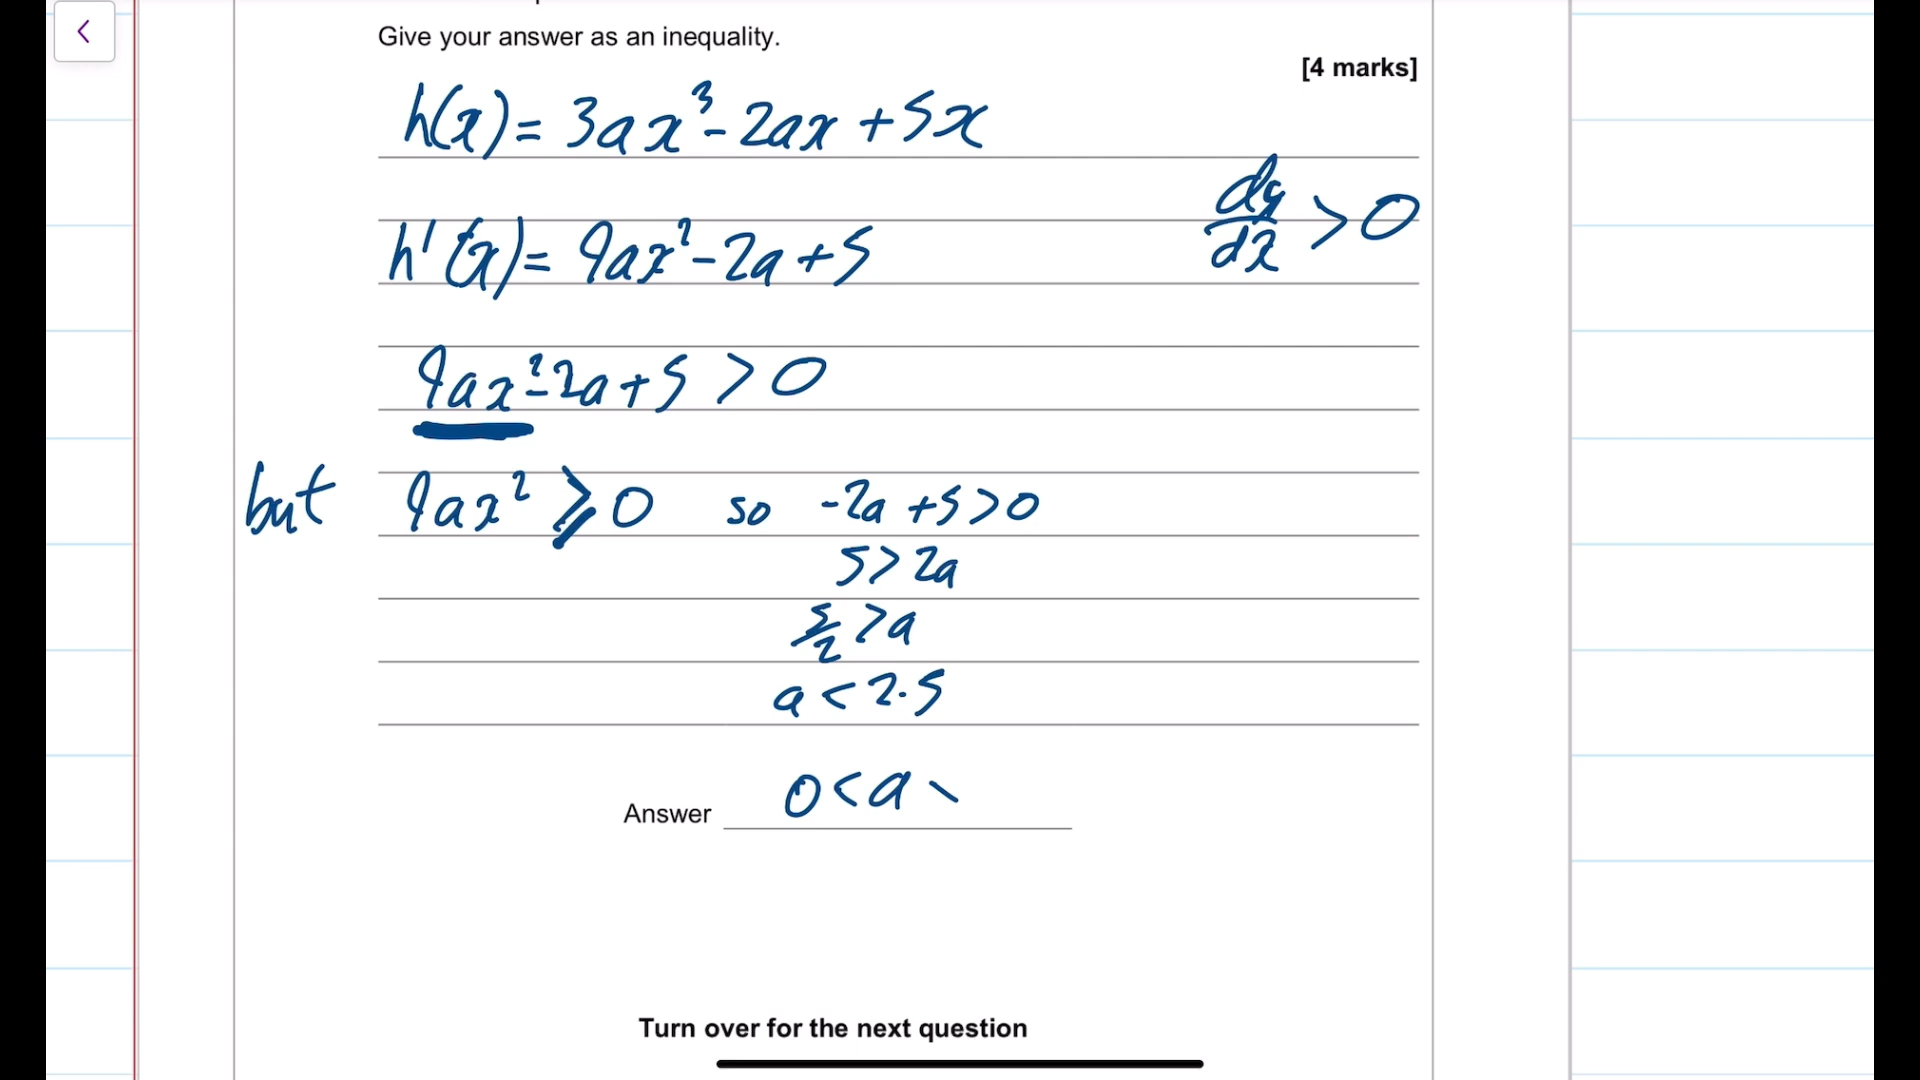 Give your answer as an inequality.
[4 marks]
h(x) = 3ax³ - 2ax + 5x
dy/dx > 0
h'(x) = 9ax² - 2a + 5
9ax² - 2a + 5 > 0
but 9ax² ⩾ 0 so -2a + 5 > 0
5 > 2a
5/2 > a
a < 2.5
Answer 0 < a
Turn over for the next question